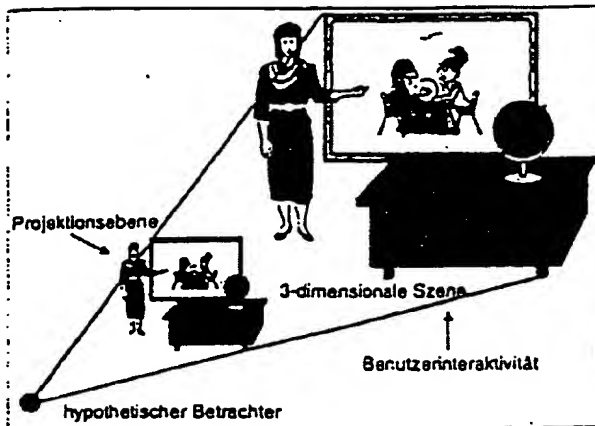 Projektionsebene
3-dimensionale Szene
Benutzerinteraktivität
hypothetischer Betrachter